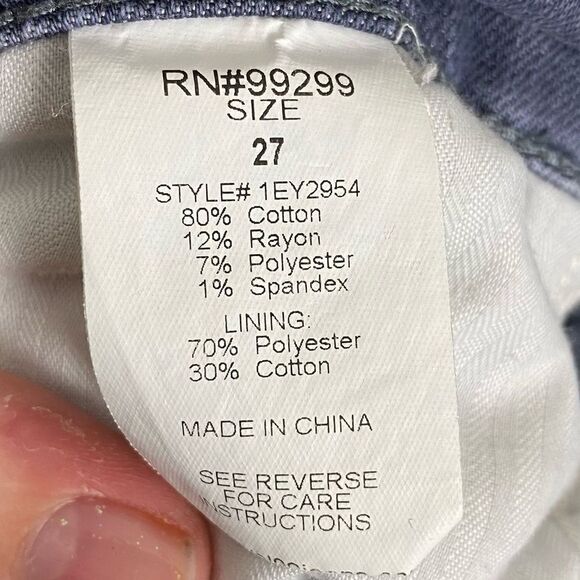 RN#99299
SIZE
27
STYLE# 1EY2954
80% Cotton
12% Rayon
7% Polyester
1% Spandex
LINING:
70% Polyester
30% Cotton
MADE IN CHINA
SEE REVERSE
FOR CARE
INSTRUCTIONS